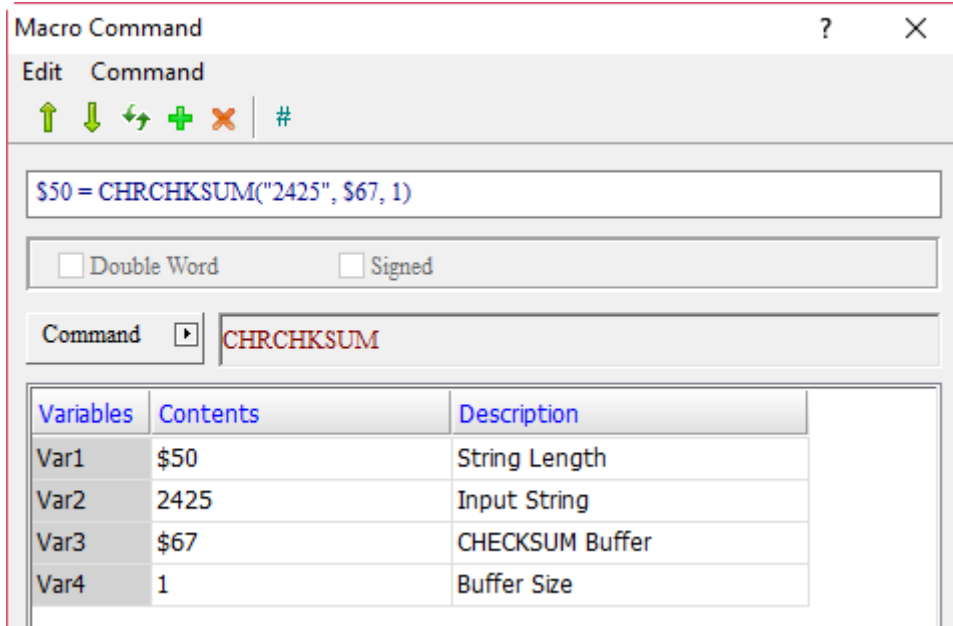 Macro Command ?
Edit Command
#
$50 = CHRCHKSUM("2425", $67, 1)
Double Word Signed
Command CHRCHKSUM
Variables Contents Description
Var1 $50 String Length
Var2 2425 Input String
Var3 $67 CHECKSUM Buffer
Var4 1 Buffer Size